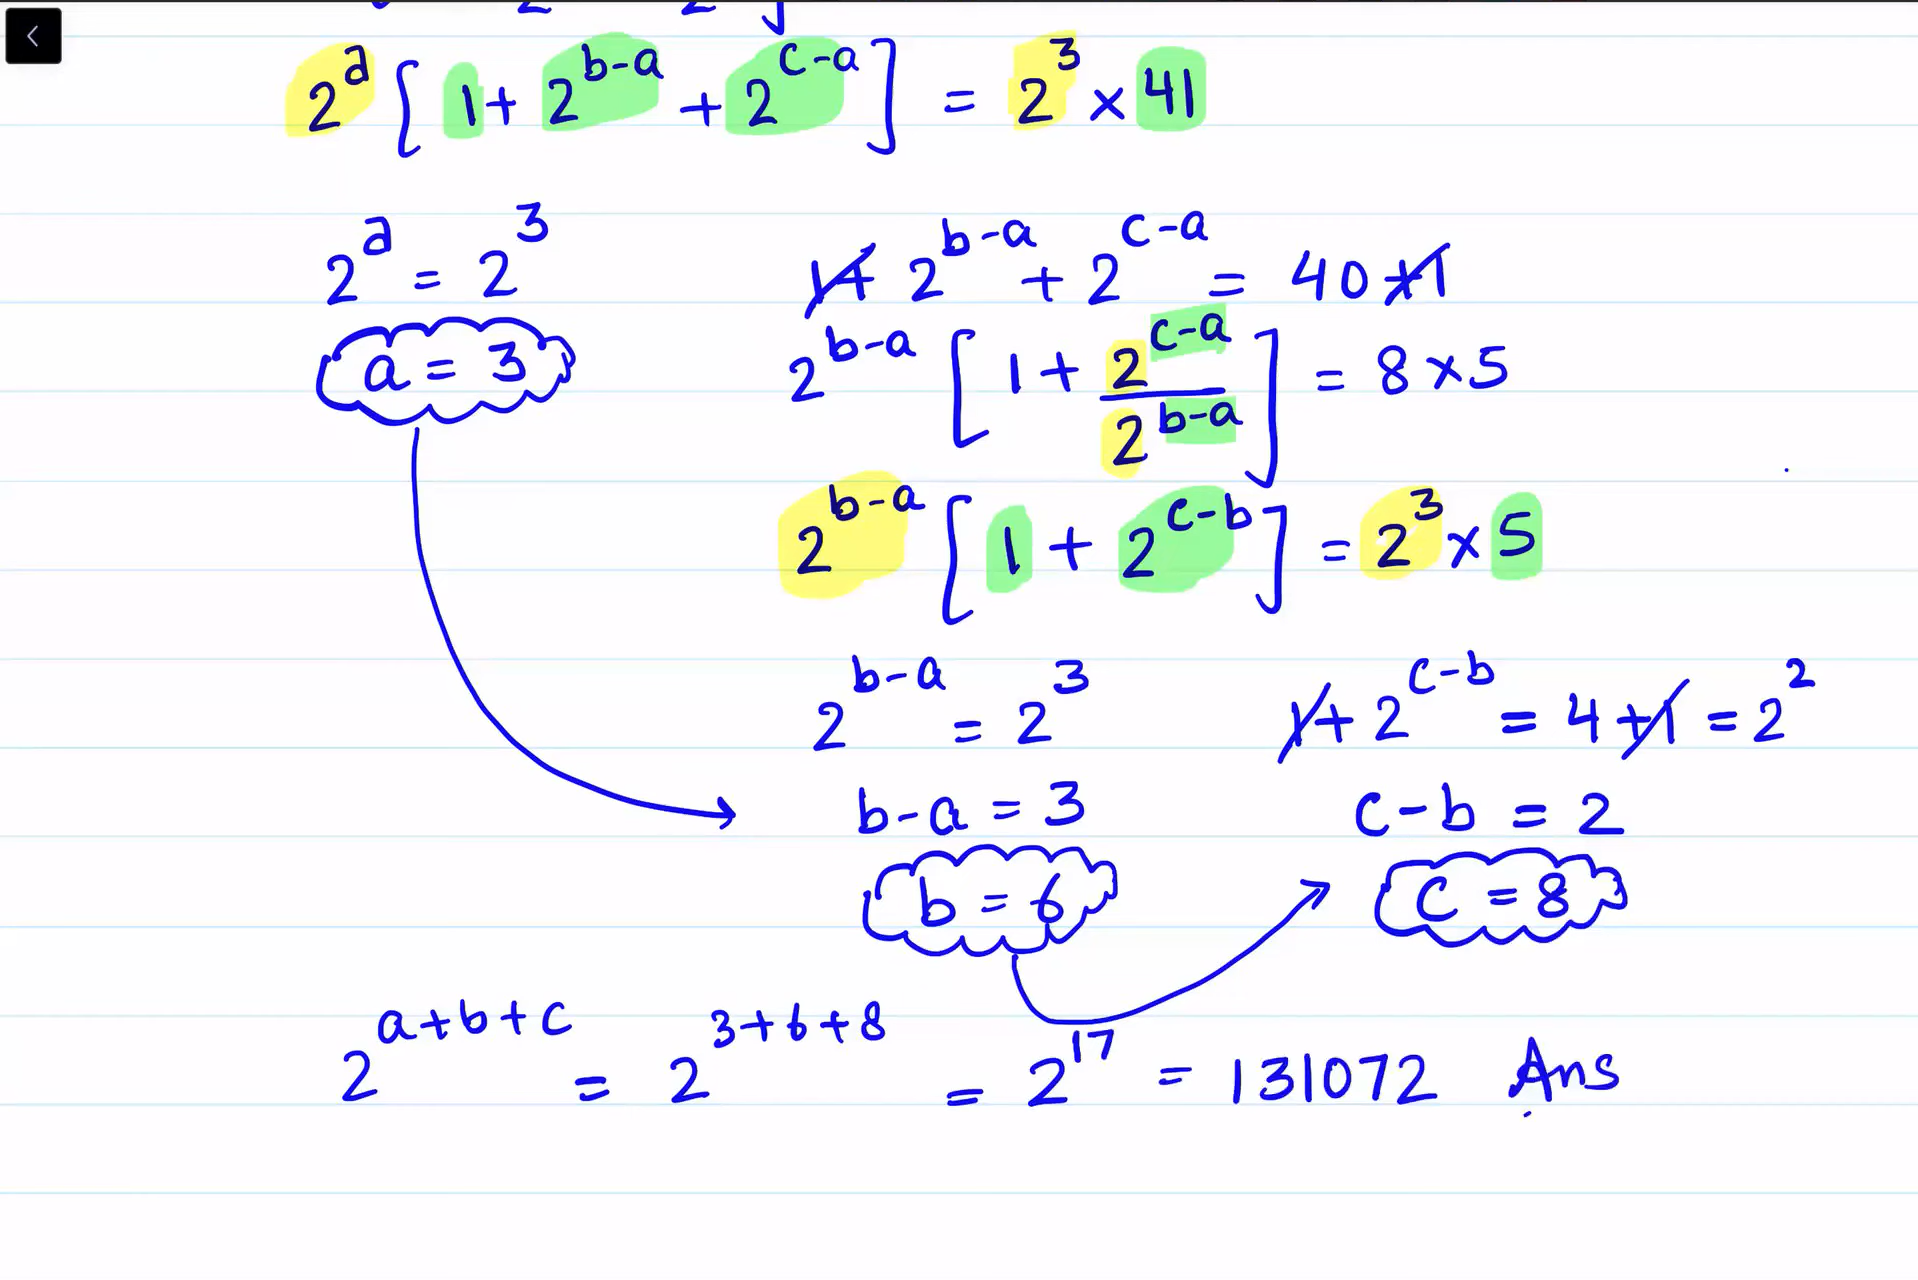 2^a [ 1 + 2^(b-a) + 2^(c-a) ] = 2^3 × 41
2^a = 2^3
1 + 2^(b-a) + 2^(c-a) = 40 + 1
a = 3
2^(b-a) [ 1 + 2^(c-a) / 2^(b-a) ] = 8 × 5
2^(b-a) [ 1 + 2^(c-b) ] = 2^3 × 5
2^(b-a) = 2^3
1 + 2^(c-b) = 4 + 1 = 2^2
b - a = 3
c - b = 2
b = 6
c = 8
2^(a+b+c) = 2^(3+6+8) = 2^17 = 131072 Ans